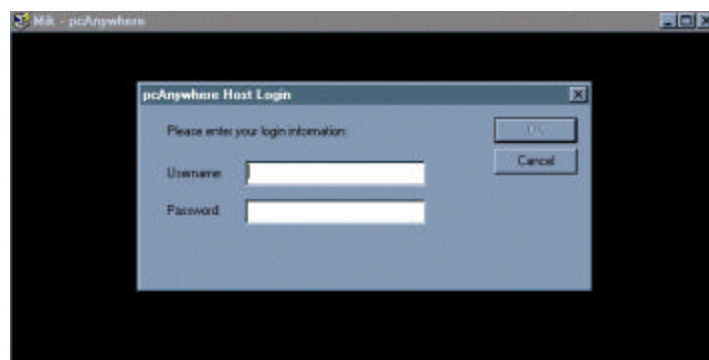 Mik - pcAnywhere
pcAnywhere Host Login
Please enter your login information:
OK
Username
Cancel
Password